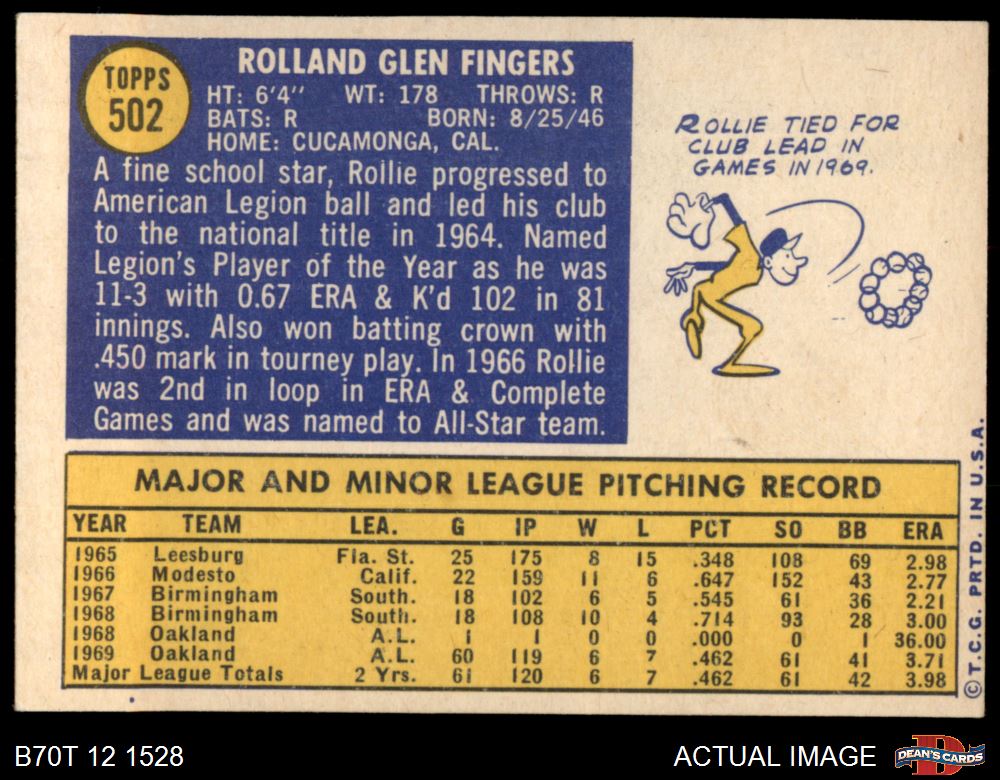 TOPPS
502
ROLLAND GLEN FINGERS
HT: 6'4" WT: 178 THROWS: R
BATS: R BORN: 8/25/46
HOME: CUCAMONGA, CAL.
A fine school star, Rollie progressed to
American Legion ball and led his club
to the national title in 1964. Named
Legion's Player of the Year as he was
11-3 with 0.67 ERA & K'd 102 in 81
innings. Also won batting crown with
.450 mark in tourney play. In 1966 Rollie
was 2nd in loop in ERA & Complete
Games and was named to All-Star team.
ROLLIE TIED FOR
CLUB LEAD IN
GAMES IN 1969.
MAJOR AND MINOR LEAGUE PITCHING RECORD
YEAR TEAM LEA. G IP W L PCT SO BB ERA
1965 Leesburg Fla. St. 25 175 8 15 .348 108 69 2.98
1966 Modesto Calif. 22 159 11 6 .647 152 43 2.77
1967 Birmingham South. 18 102 6 5 .545 61 36 2.21
1968 Birmingham South. 18 108 10 4 .714 93 28 3.00
1968 Oakland A.L. 1 1 0 0 .000 0 1 36.00
1969 Oakland A.L. 60 119 6 7 .462 61 41 3.71
Major League Totals 2 Yrs. 61 120 6 7 .462 61 42 3.98
© T.C.G. PRTD. IN U.S.A.
B70T 12 1528
ACTUAL IMAGE
D
DEAN'S CARDS